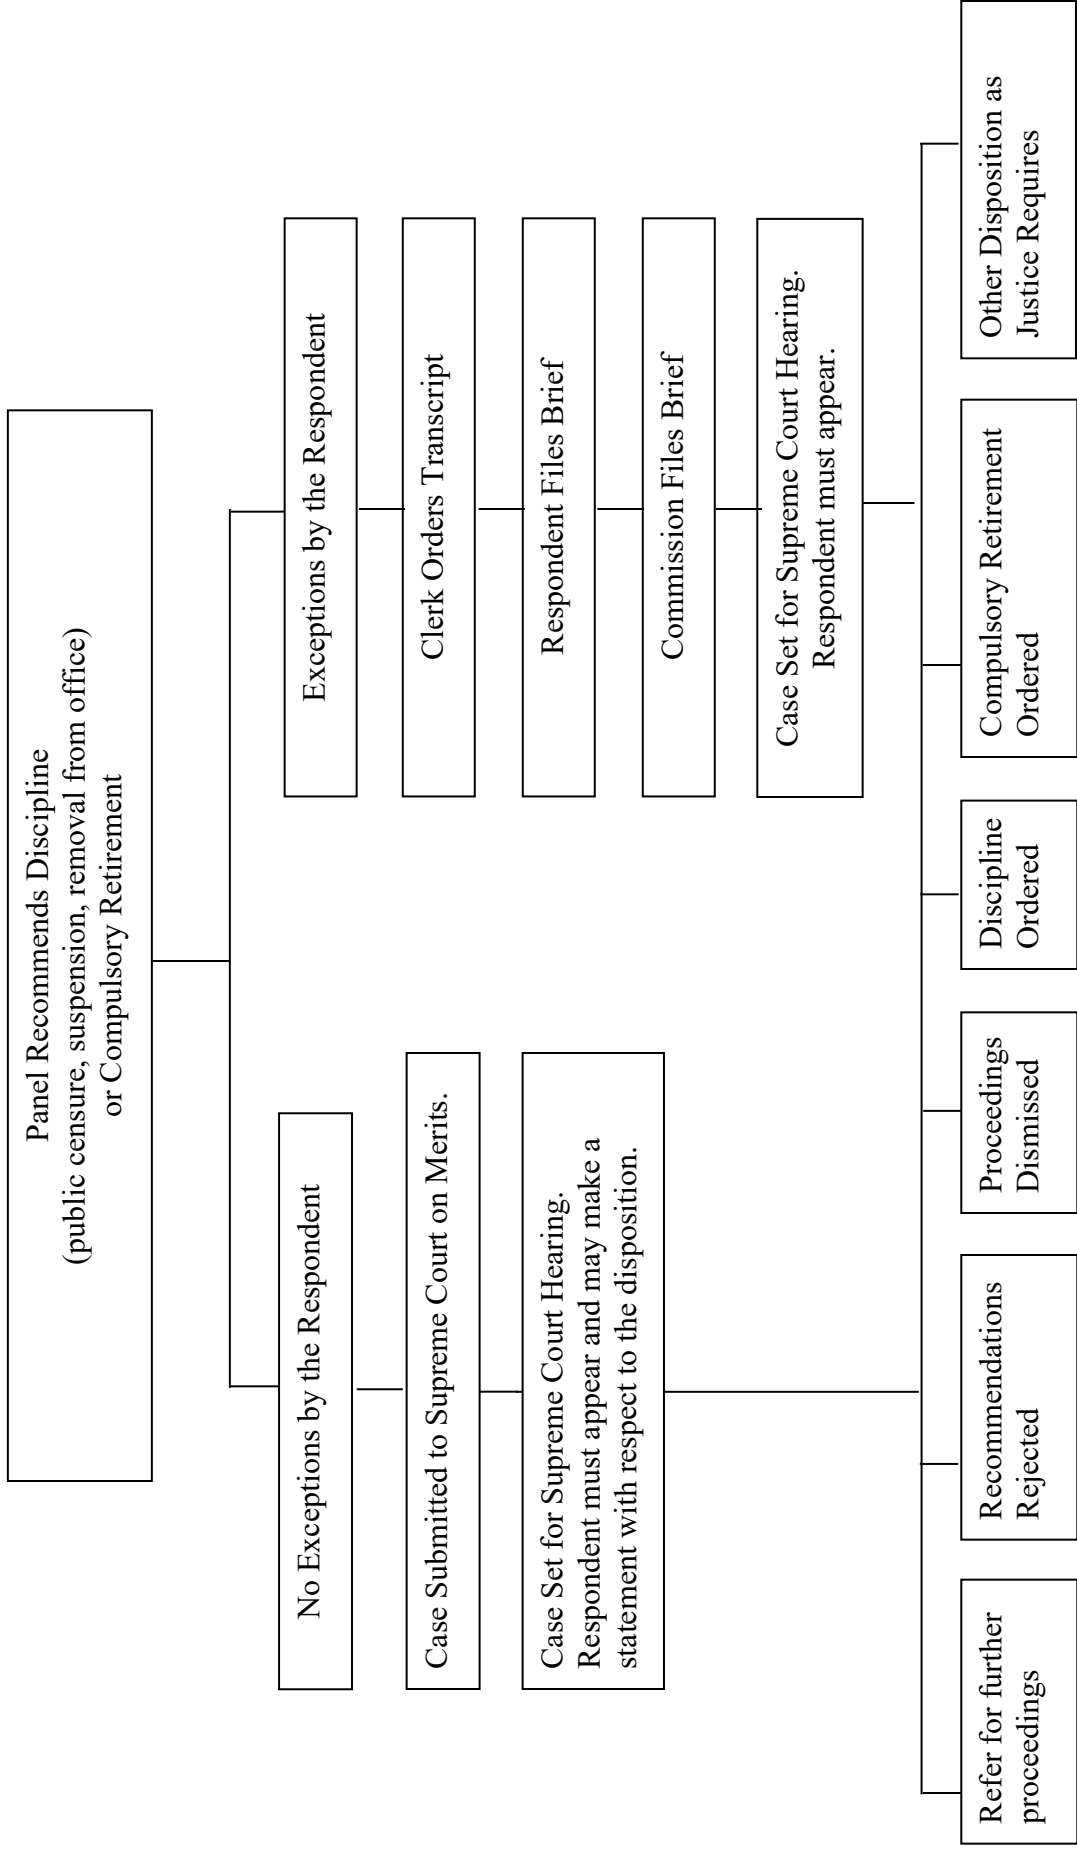 Panel Recommends Discipline
(public censure, suspension, removal from office)
or Compulsory Retirement
No Exceptions by the Respondent
Case Submitted to Supreme Court on Merits.
Case Set for Supreme Court Hearing.
Respondent must appear and may make a
statement with respect to the disposition.
Exceptions by the Respondent
Clerk Orders Transcript
Respondent Files Brief
Commission Files Brief
Case Set for Supreme Court Hearing.
Respondent must appear.
Refer for further
proceedings
Recommendations
Rejected
Proceedings
Dismissed
Discipline
Ordered
Compulsory Retirement
Ordered
Other Disposition as
Justice Requires